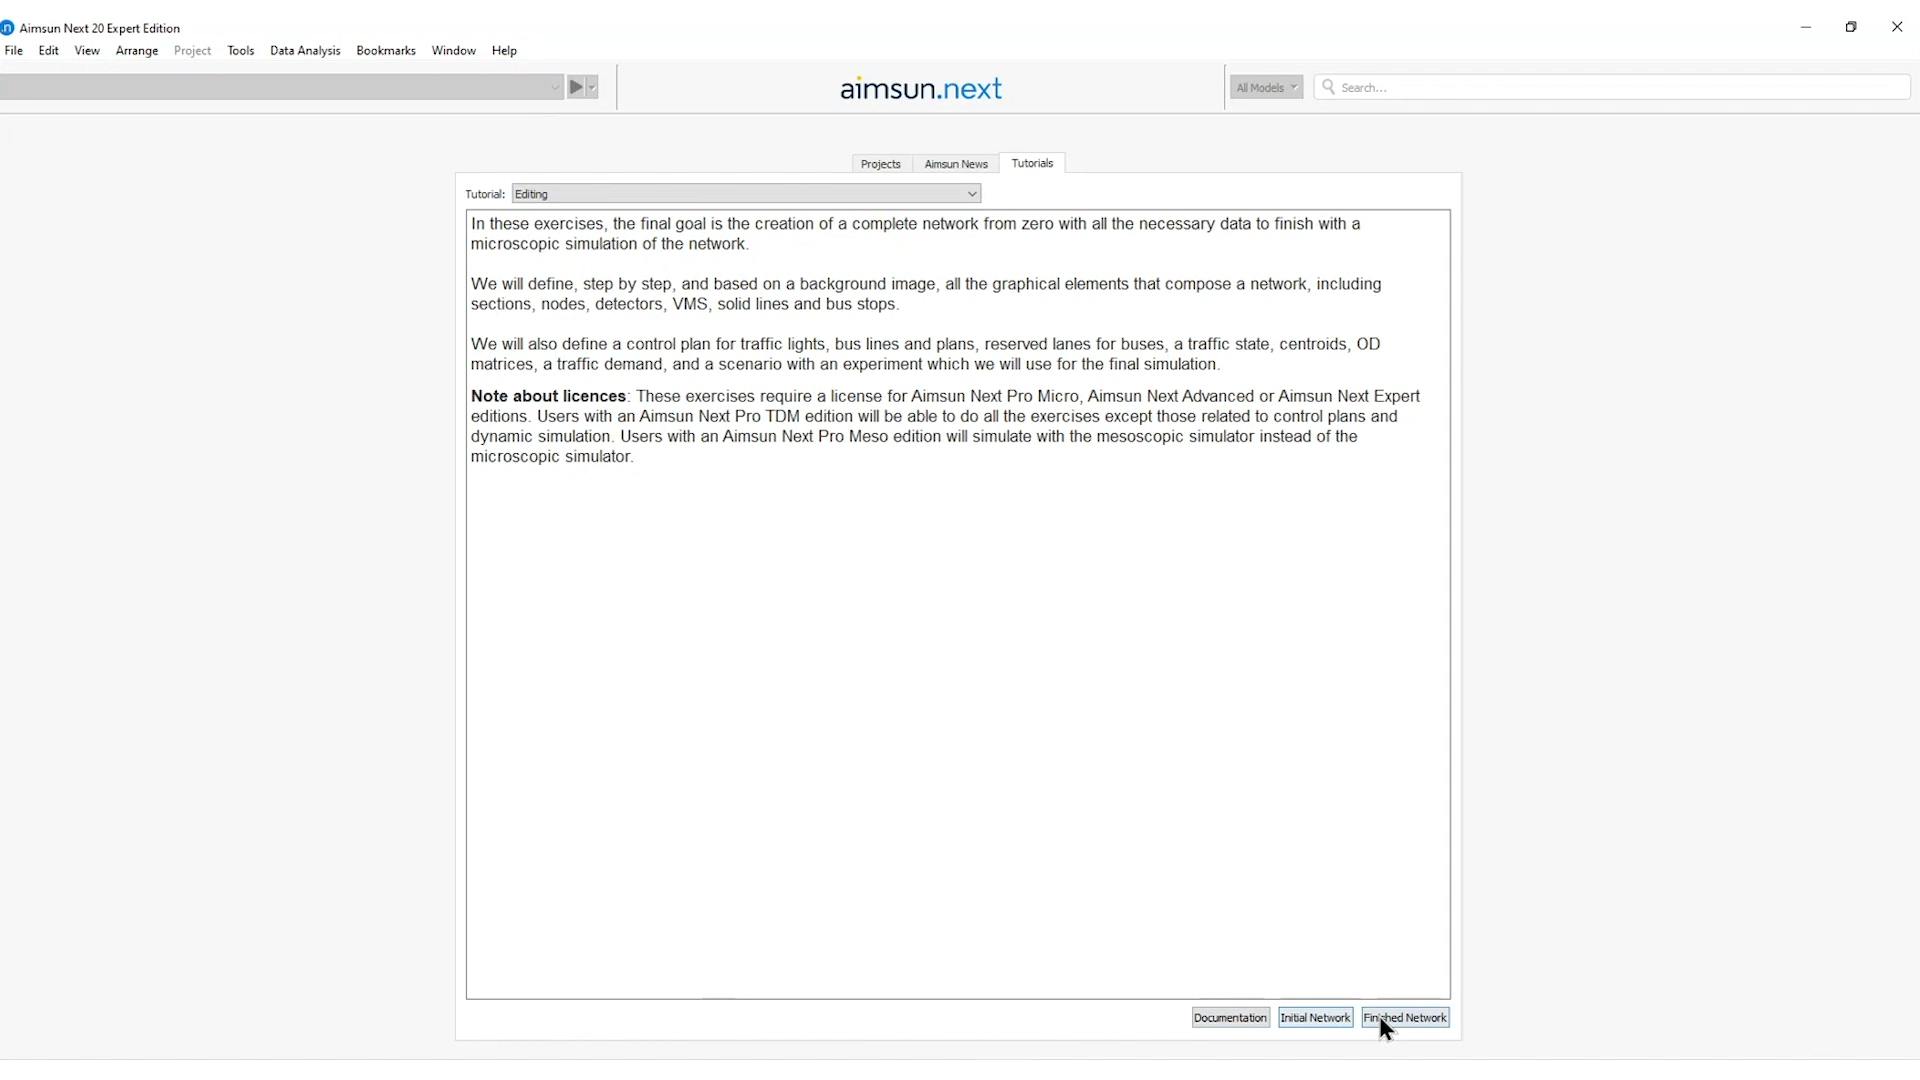 Aimsun Next 20 Expert Edition
File Edit View Arrange Project Tools Data Analysis Bookmarks Window Help
aimsun.next
All Models
Search...
Projects Aimsun News Tutorials
Tutorial: Editing
In these exercises, the final goal is the creation of a complete network from zero with all the necessary data to finish with a
microscopic simulation of the network.
We will define, step by step, and based on a background image, all the graphical elements that compose a network, including
sections, nodes, detectors, VMS, solid lines and bus stops.
We will also define a control plan for traffic lights, bus lines and plans, reserved lanes for buses, a traffic state, centroids, OD
matrices, a traffic demand, and a scenario with an experiment which we will use for the final simulation.
Note about licences: These exercises require a license for Aimsun Next Pro Micro, Aimsun Next Advanced or Aimsun Next Expert
editions. Users with an Aimsun Next Pro TDM edition will be able to do all the exercises except those related to control plans and
dynamic simulation. Users with an Aimsun Next Pro Meso edition will simulate with the mesoscopic simulator instead of the
microscopic simulator.
Documentation Initial Network Finished Network